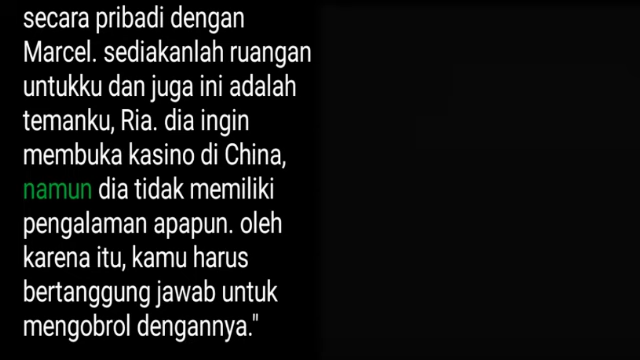 secara pribadi dengan
Marcel. sediakanlah ruangan
untukku dan juga ini adalah
temanku, Ria. dia ingin
membuka kasino di China,
namun dia tidak memiliki
pengalaman apapun. oleh
karena itu, kamu harus
bertanggung jawab untuk
mengobrol dengannya."